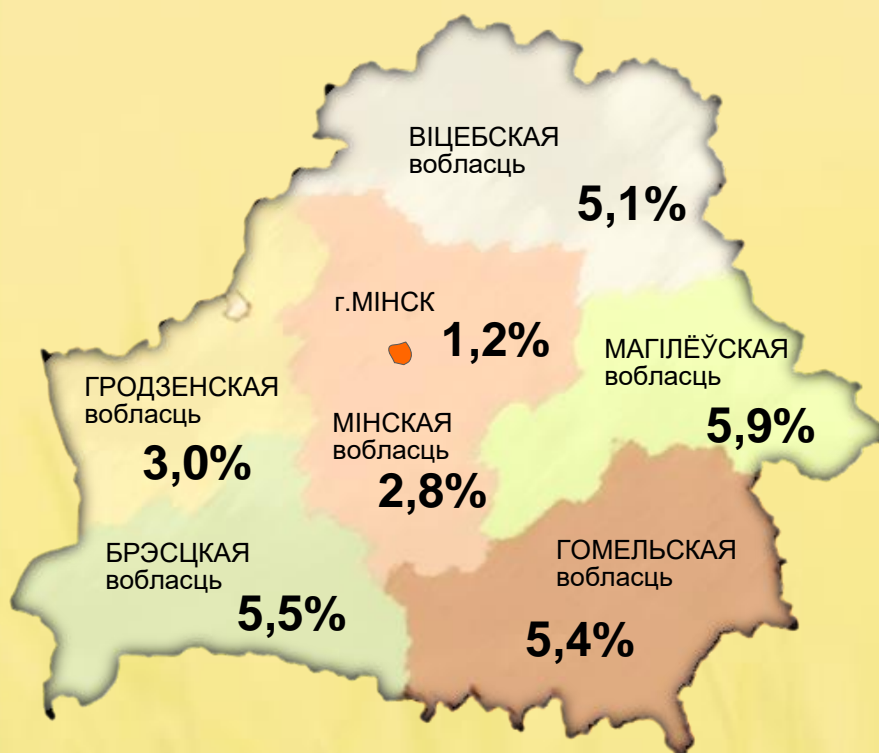 ВІЦЕБСКАЯ
вобласць
5,1%
г.МІНСК
1,2%
МАГІЛЁЎСКАЯ
вобласць
5,9%
ГРОДЗЕНСКАЯ
вобласць
3,0%
МІНСКАЯ
вобласць
2,8%
БРЭСЦКАЯ
вобласць
5,5%
ГОМЕЛЬСКАЯ
вобласць
5,4%